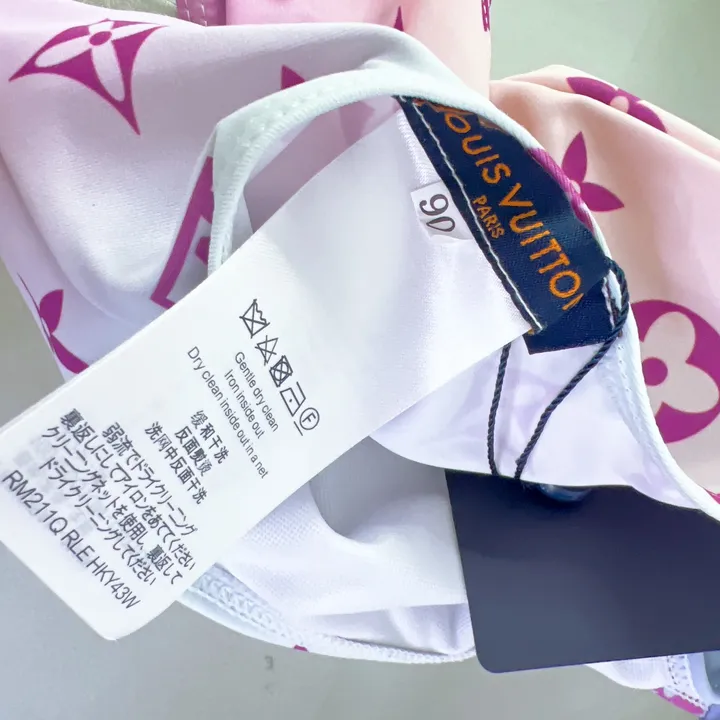 LOUIS VUITTON
PARIS
90
F
Gentle dry clean
Iron inside out
Dry clean inside out in a net
缓和干洗
反面熨烫
洗网中反面干洗
弱流でドライクリーニング
裏返しにしてアイロンをあててください
クリーニングネットを使用し、裏返して
ドライクリーニングしてください
RM211Q RLE HKY43W